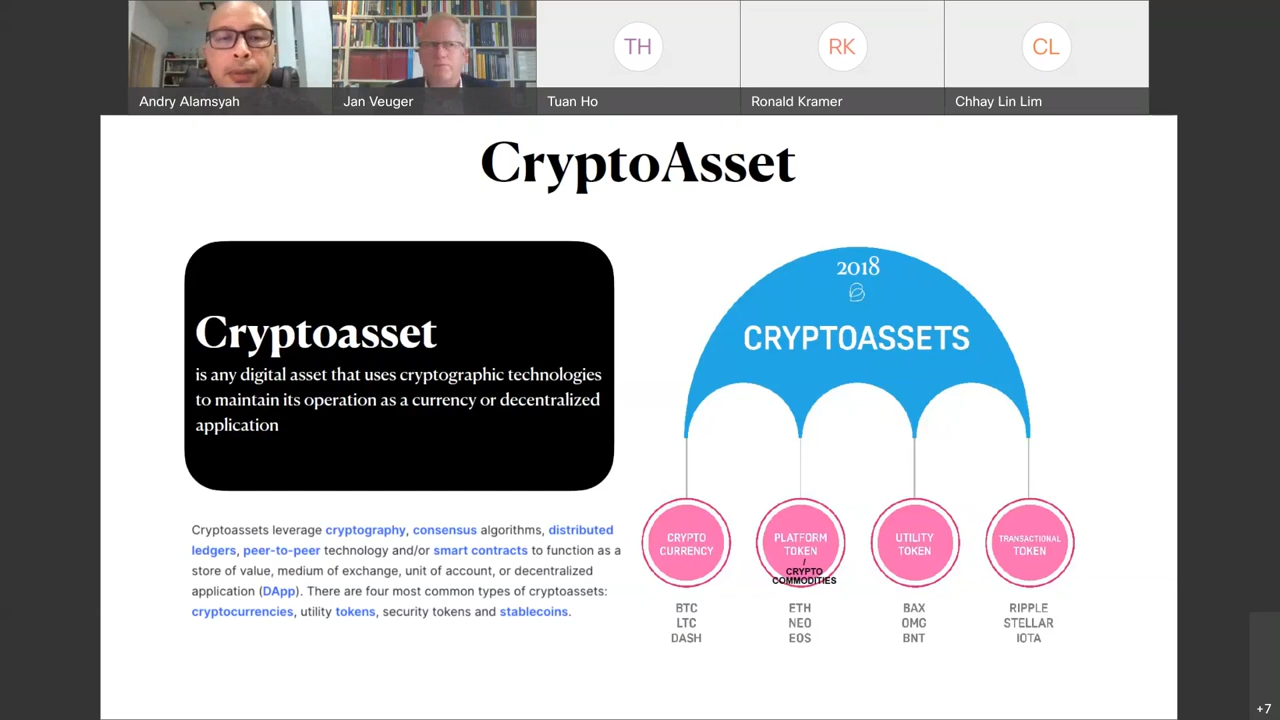 TH
RK
CL
Andry Alamsyah
Jan Veuger
Tuan Ho
Ronald Kramer
Chhay Lin Lim
CryptoAsset
Cryptoasset
is any digital asset that uses cryptographic technologies
to maintain its operation as a currency or decentralized
application
Cryptoassets leverage cryptography, consensus algorithms, distributed
ledgers, peer-to-peer technology and/or smart contracts to function as a
store of value, medium of exchange, unit of account, or decentralized
application (DApp). There are four most common types of cryptoassets:
cryptocurrencies, utility tokens, security tokens and stablecoins.
2018
CRYPTOASSETS
CRYPTO
CURRENCY
BTC
LTC
DASH
PLATFORM
TOKEN
/
CRYPTO
COMMODITIES
ETH
NEO
EOS
UTILITY
TOKEN
BAX
OMG
BNT
TRANSACTIONAL
TOKEN
RIPPLE
STELLAR
IOTA
+7